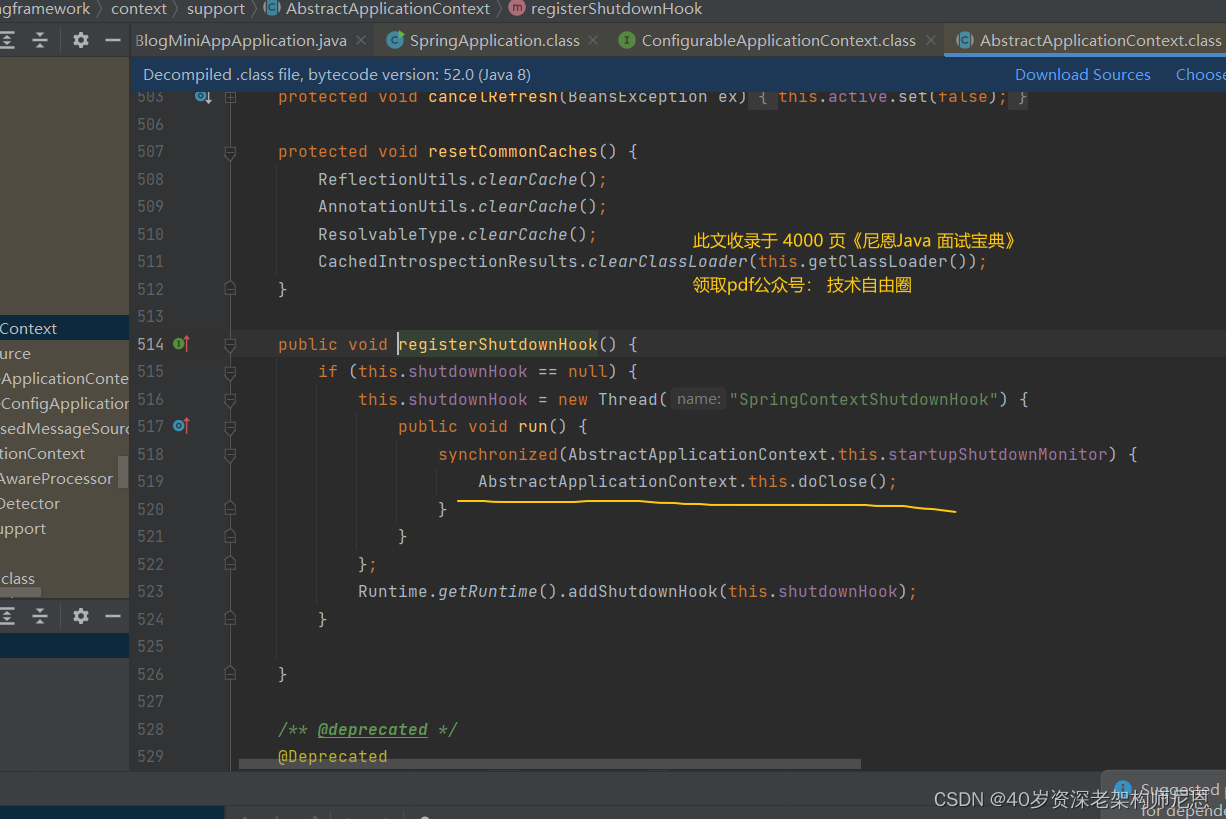 ngframework › context › support › AbstractApplicationContext › registerShutdownHook
BlogMiniAppApplication.java × SpringApplication.class × ConfigurableApplicationContext.class × AbstractApplicationContext.class
Decompiled .class file, bytecode version: 52.0 (Java 8) Download Sources Choose
503 protected void cancelRefresh(BeansException ex) { this.active.set(false); }
506
507 protected void resetCommonCaches() {
508 ReflectionUtils.clearCache();
509 AnnotationUtils.clearCache();
510 ResolvableType.clearCache();
此文收录于 4000 页《尼恩Java 面试宝典》
511 CachedIntrospectionResults.clearClassLoader(this.getClassLoader());
512 }
领取pdf公众号： 技术自由圈
513
514 public void registerShutdownHook() {
515 if (this.shutdownHook == null) {
516 this.shutdownHook = new Thread( name: "SpringContextShutdownHook") {
517 public void run() {
518 synchronized(AbstractApplicationContext.this.startupShutdownMonitor) {
519 AbstractApplicationContext.this.doClose();
520 }
521 }
522 };
523 Runtime.getRuntime().addShutdownHook(this.shutdownHook);
524 }
525
526 }
527
528 /** @deprecated */
529 @Deprecated
Context
urce
ApplicationConte
ConfigApplication
sedMessageSourc
tionContext
AwareProcessor
Detector
upport
class
Suggested
for depende
CSDN @40岁资深老架构师尼恩